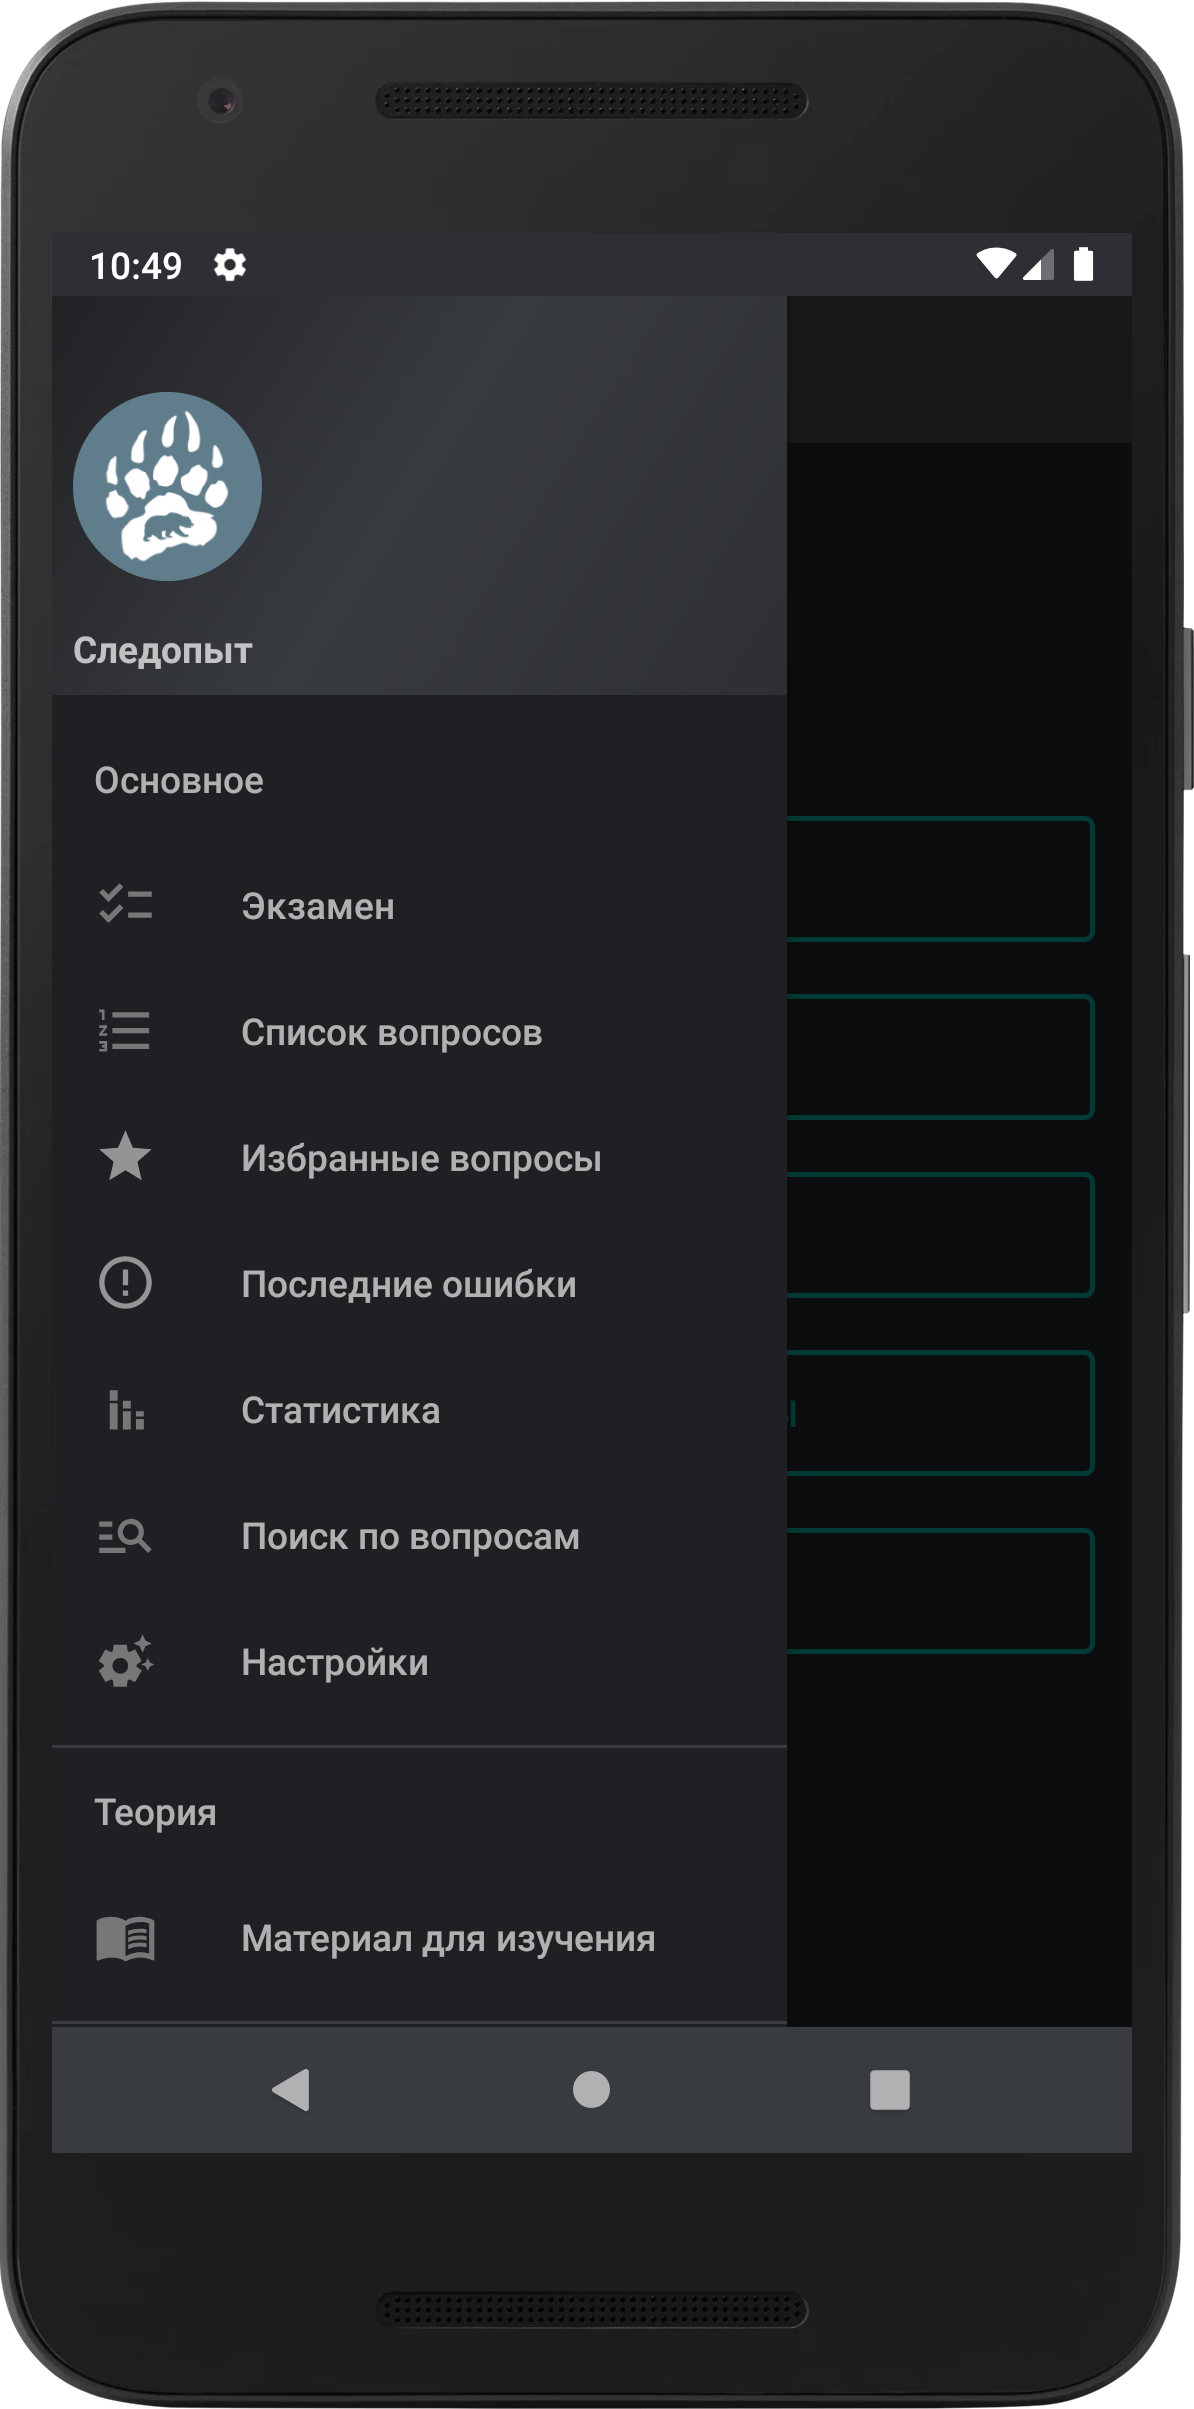 10:49
Следопыт
Основное
Экзамен
Список вопросов
Избранные вопросы
Последние ошибки
Статистика
Поиск по вопросам
Настройки
Теория
Материал для изучения